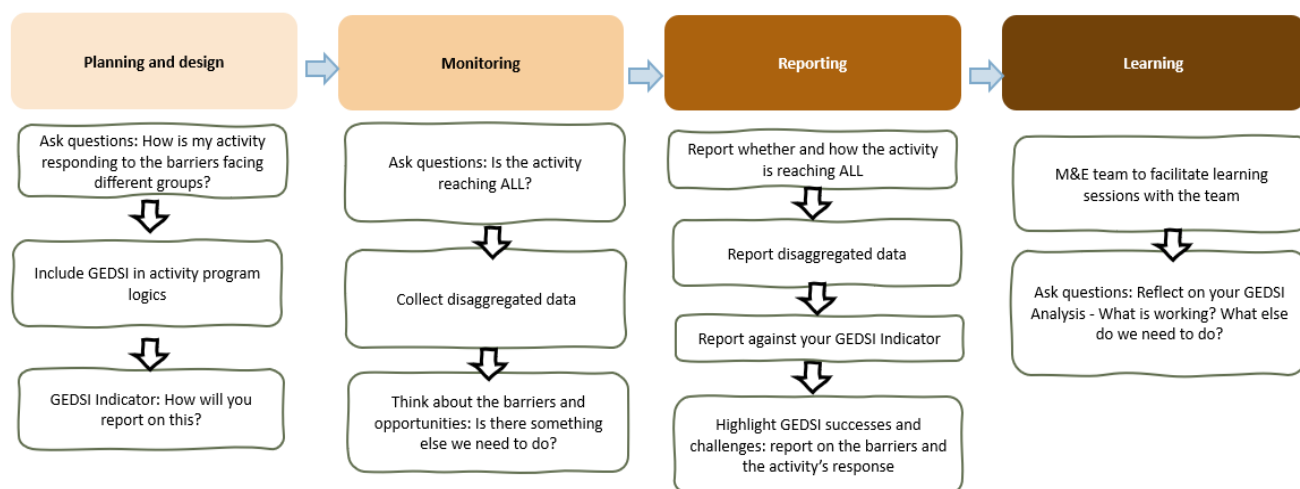 Planning and design
Monitoring
Reporting
Learning
Ask questions: How is my activity
responding to the barriers facing
different groups?
Include GEDSI in activity program
logics
GEDSI Indicator: How will you
report on this?
Ask questions: Is the activity
reaching ALL?
Collect disaggregated data
Think about the barriers and
opportunities: Is there something
else we need to do?
Report whether and how the activity
is reaching ALL
Report disaggregated data
Report against your GEDSI Indicator
Highlight GEDSI successes and
challenges: report on the barriers and
the activity’s response
M&E team to facilitate learning
sessions with the team
Ask questions: Reflect on your GEDSI
Analysis - What is working? What else
do we need to do?